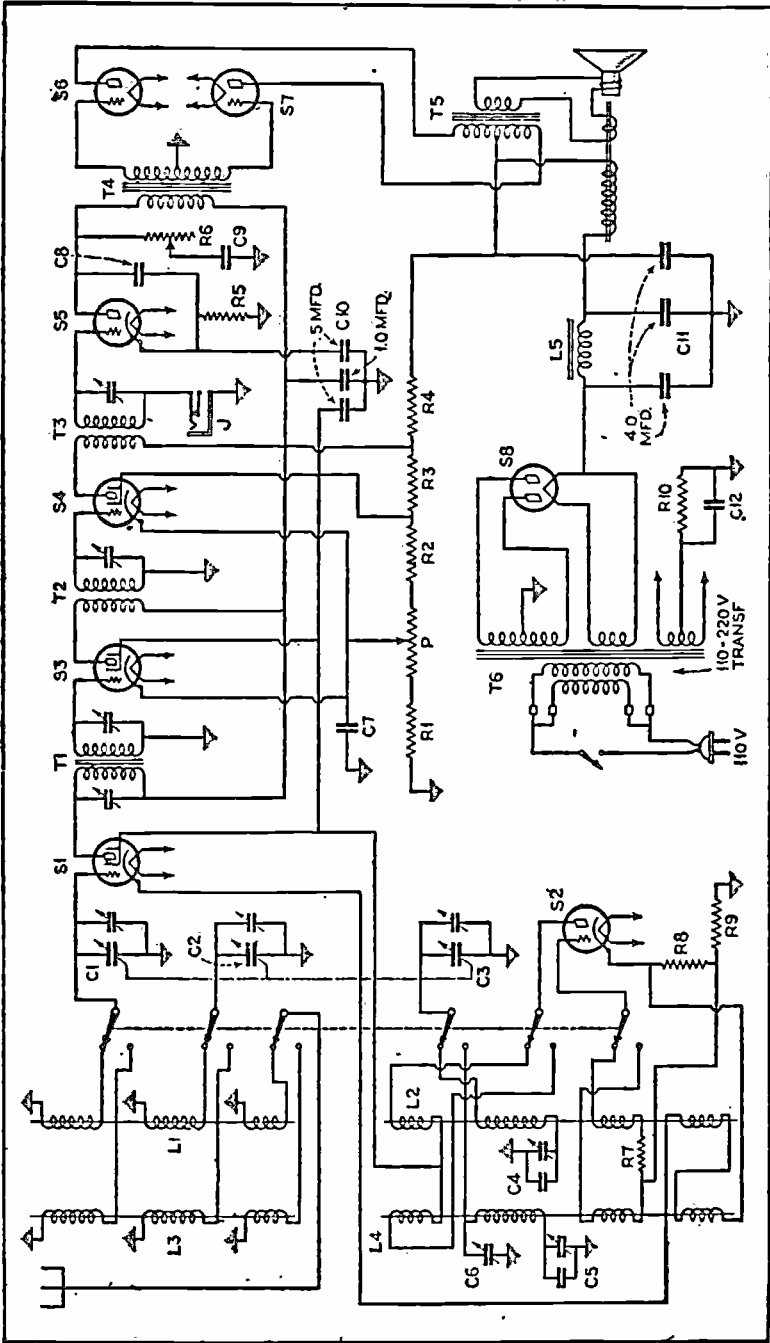 S6
S7
T4
C8
R6
C9
S5
R5
T3
J
S4
T2
S3
T1
S1
C1
C2
L1
L3
T5
.5 MFD.
C10
1.0 MFD.
R4
R3
R2
P
R1
C7
L5
C11
4.0
MFD.
S8
R10
C12
T6
110-220V
TRANSF
110V
C3
S2
R8
R9
L2
L4
C4
R7
C6
C5